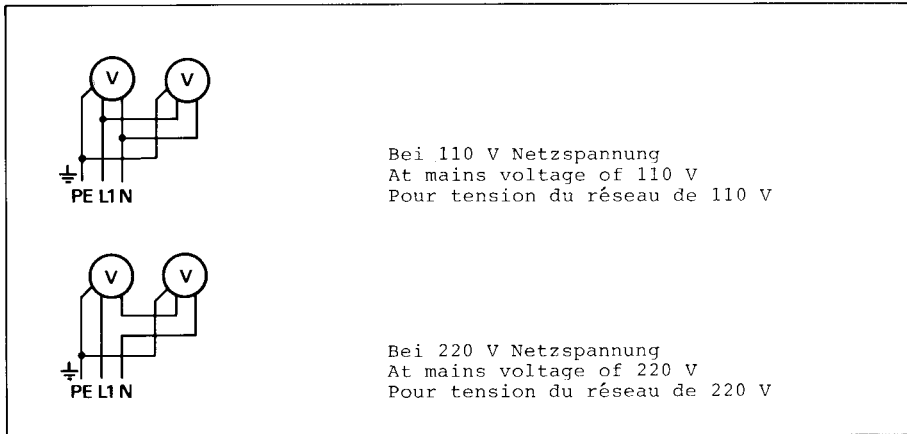 V V
PE L1 N
Bei 110 V Netzspannung
At mains voltage of 110 V
Pour tension du réseau de 110 V
V V
PE L1 N
Bei 220 V Netzspannung
At mains voltage of 220 V
Pour tension du réseau de 220 V